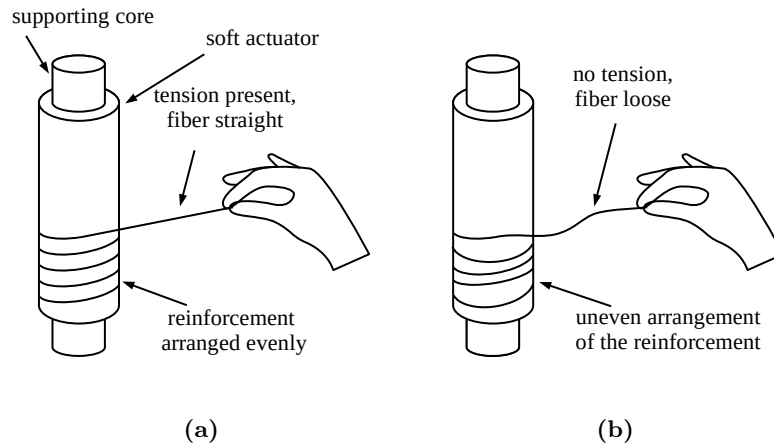 supporting core
soft actuator
tension present,
fiber straight
reinforcement
arranged evenly
(a)
no tension,
fiber loose
uneven arrangement
of the reinforcement
(b)